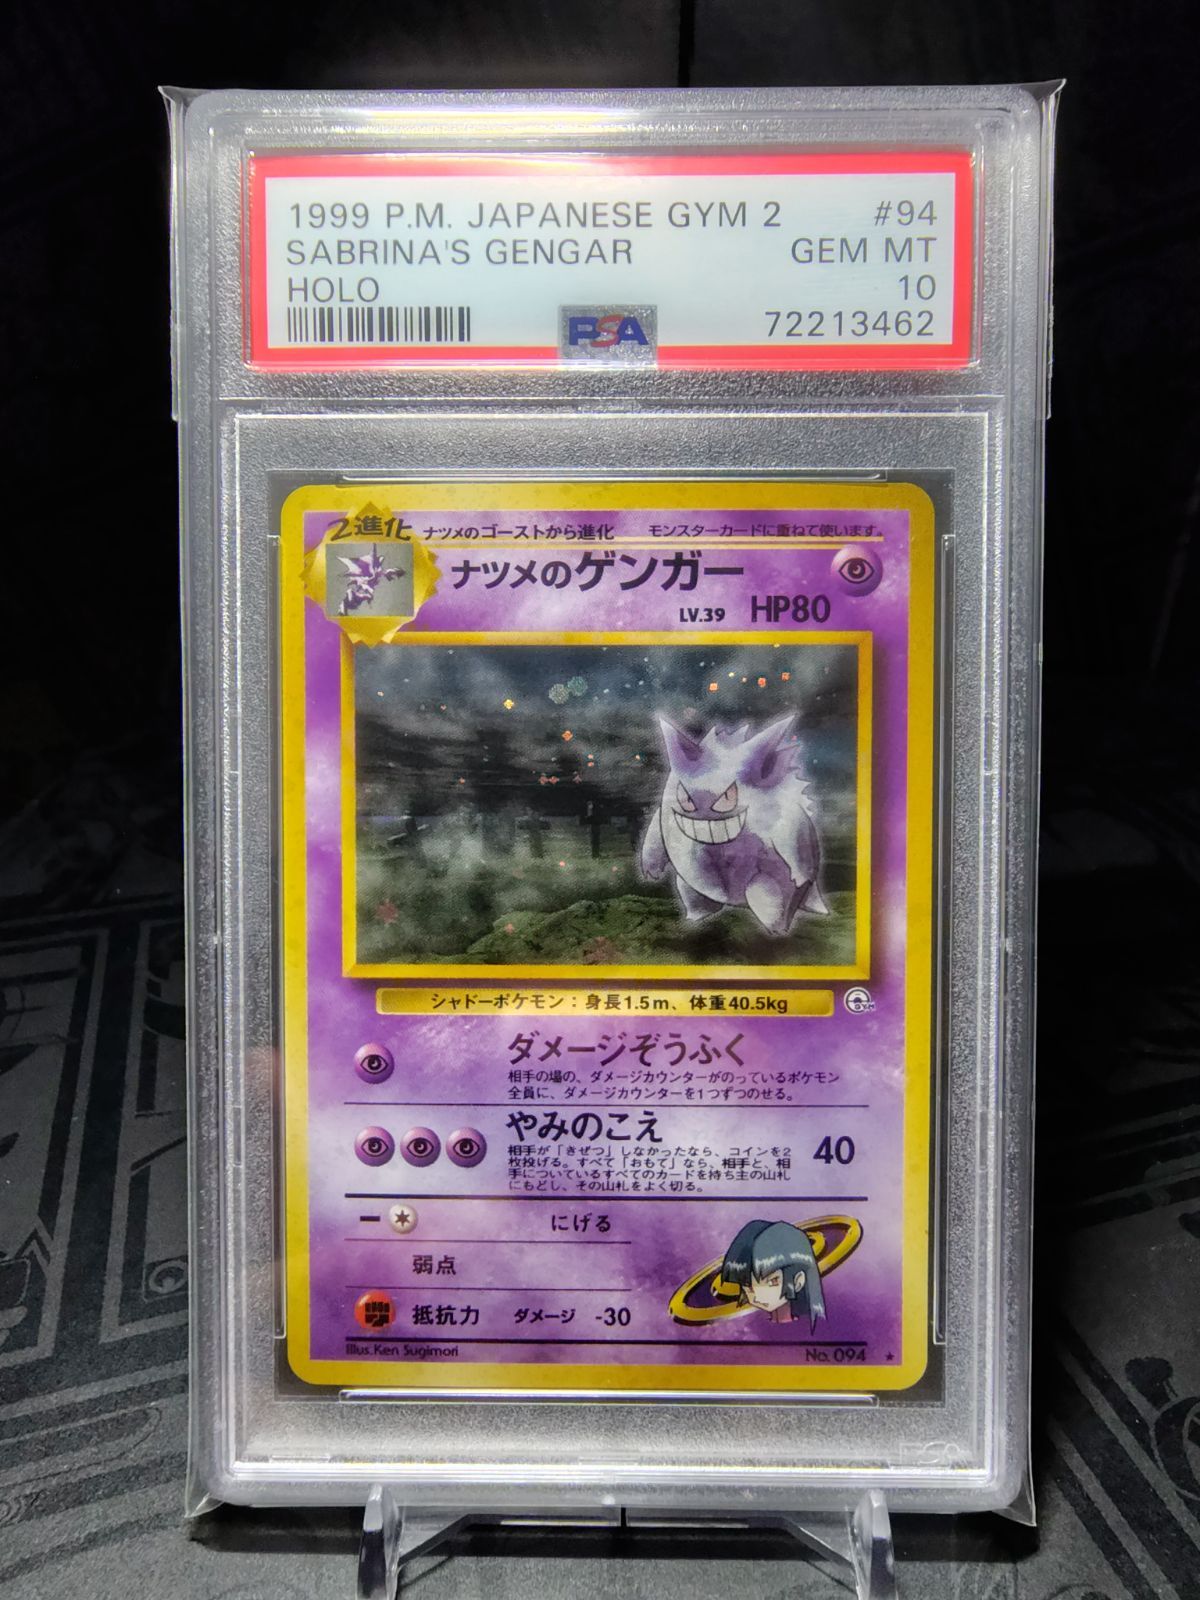 1999 P.M. JAPANESE GYM 2 #94
SABRINA'S GENGAR GEM MT
HOLO 10
PSA 72213462
2進化 ナツメのゴーストから進化 モンスターカードに重ねて使います。
ナツメのゲンガー
LV.39 HP80
シャドーポケモン：身長1.5m、体重40.5kg
GYM
ダメージぞうふく
相手の場の、ダメージカウンターがのっているポケモン
全員に、ダメージカウンターを1つずつのせる。
やみのこえ 40
相手が「きぜつ」しなかったなら、コインを2
枚投げる。すべて「おもて」なら、相手と、相
手についているすべてのカードを持ち主の山札
にもどし、その山札をよく切る。
にげる
弱点
抵抗力 ダメージ -30
Illus.Ken Sugimori No. 094 ★